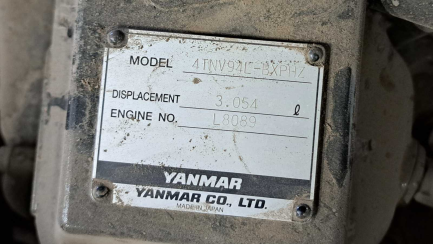 MODEL 4TNV94L-BXPHZ
DISPLACEMENT 3.054 ℓ
ENGINE NO. L8089
YANMAR
YANMAR CO., LTD.
MADE IN JAPAN